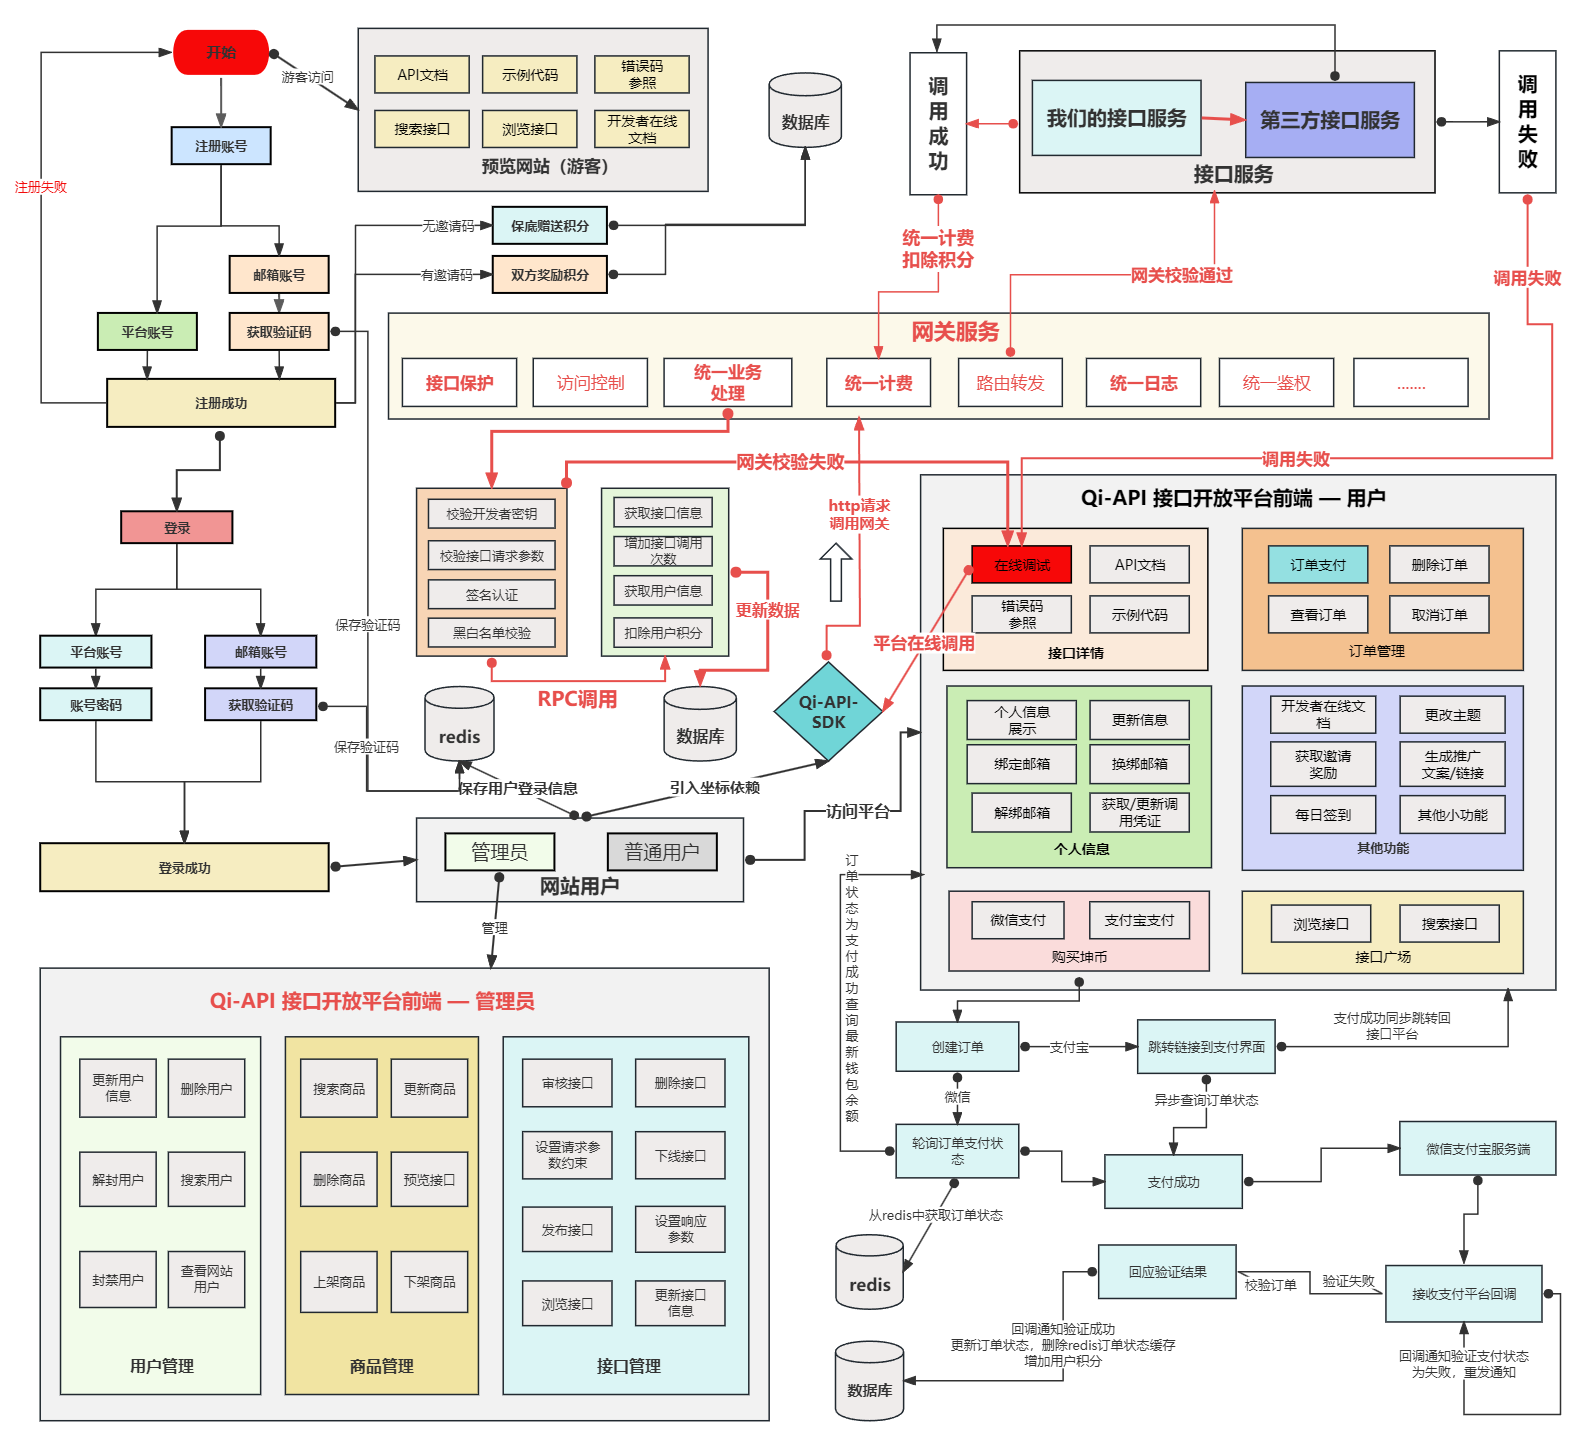 开始
游客访问
API文档
示例代码
错误码
参照
搜索接口
浏览接口
开发者在线
文档
预览网站（游客）
数据库
调
用
成
功
我们的接口服务
第三方接口服务
接口服务
调
用
失
败
注册账号
注册失败
无邀请码
保底赠送积分
有邀请码
双方奖励积分
邮箱账号
平台账号
获取验证码
注册成功
统一计费
扣除积分
网关校验通过
调用失败
网关服务
接口保护
访问控制
统一业务
处理
统一计费
路由转发
统一日志
统一鉴权
.......
网关校验失败
调用失败
http请求
调用网关
校验开发者密钥
校验接口请求参数
签名认证
黑白名单校验
获取接口信息
增加接口调用
次数
获取用户信息
扣除用户积分
更新数据
RPC调用
redis
数据库
Qi-API-
SDK
平台在线调用
登录
平台账号
邮箱账号
账号密码
获取验证码
保存验证码
保存验证码
登录成功
保存用户登录信息
引入坐标依赖
访问平台
管理员
普通用户
网站用户
管理
Qi-API 接口开放平台前端 — 用户
在线调试
API文档
错误码
参照
示例代码
接口详情
订单支付
删除订单
查看订单
取消订单
订单管理
个人信息
展示
更新信息
绑定邮箱
换绑邮箱
解绑邮箱
获取/更新调
用凭证
个人信息
开发者在线文
档
更改主题
获取邀请
奖励
生成推广
文案/链接
每日签到
其他小功能
其他功能
微信支付
支付宝支付
购买坤币
浏览接口
搜索接口
接口广场
订
单
状
态
为
支
付
成
功
查
询
最
新
钱
包
余
额
Qi-API 接口开放平台前端 — 管理员
更新用户
信息
删除用户
解封用户
搜索用户
封禁用户
查看网站
用户
用户管理
搜索商品
更新商品
删除商品
预览接口
上架商品
下架商品
商品管理
审核接口
删除接口
设置请求参
数约束
下线接口
发布接口
设置响应
参数
浏览接口
更新接口
信息
接口管理
创建订单
支付宝
跳转链接到支付界面
支付成功同步跳转回
接口平台
微信
异步查询订单状态
轮询订单支付状
态
支付成功
微信支付宝服务端
从redis中获取订单状态
redis
回应验证结果
校验订单
验证失败
接收支付平台回调
回调通知验证成功
更新订单状态，删除redis订单状态缓存
增加用户积分
数据库
回调通知验证支付状态
为失败，重发通知